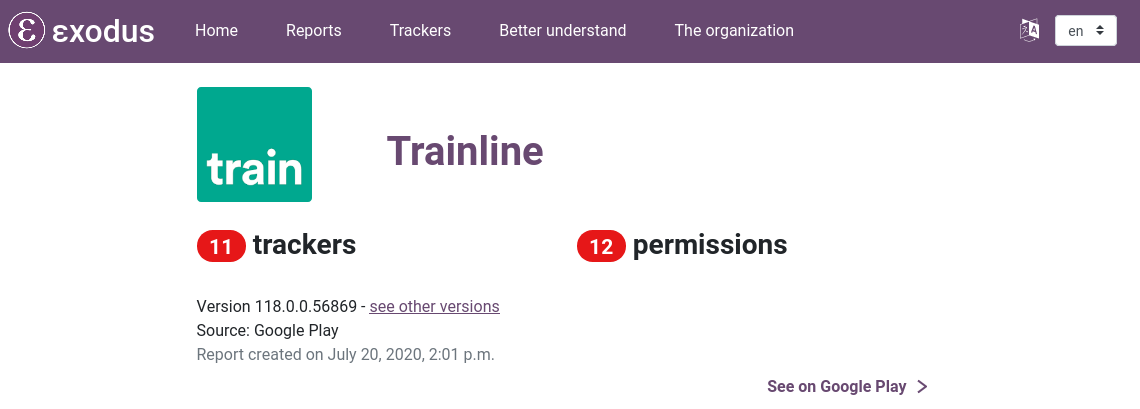 εxodus Home Reports Trackers Better understand The organization en
train
Trainline
11 trackers
12 permissions
Version 118.0.0.56869 - see other versions
Source: Google Play
Report created on July 20, 2020, 2:01 p.m.
See on Google Play